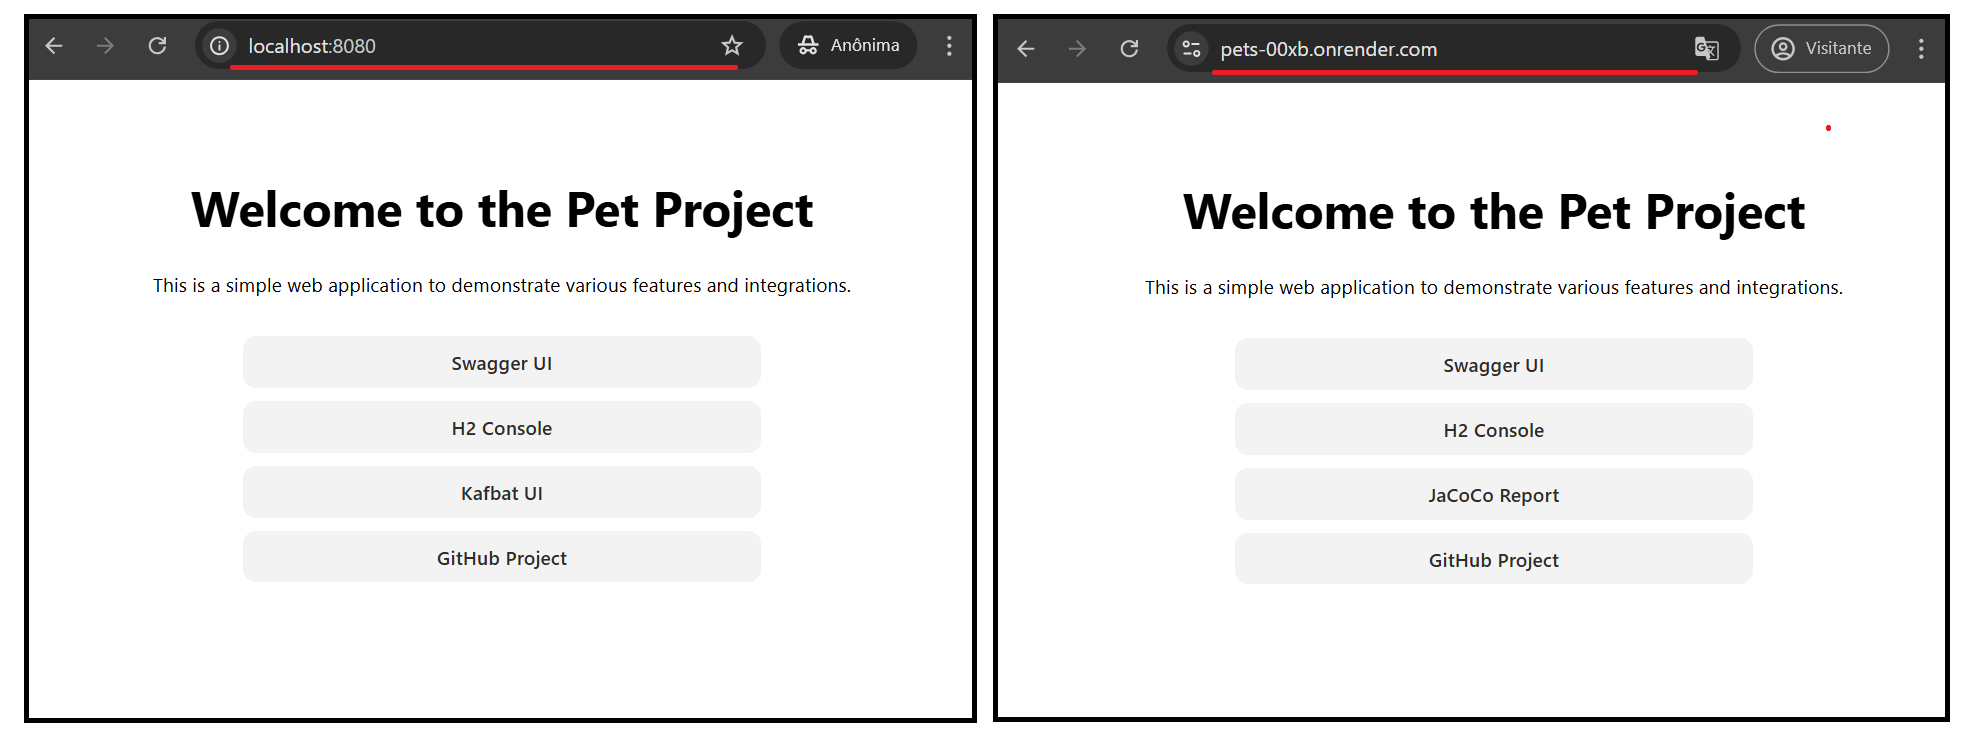 localhost:8080
Anônima
Welcome to the Pet Project
This is a simple web application to demonstrate various features and integrations.
Swagger UI
H2 Console
Kafbat UI
GitHub Project
pets-00xb.onrender.com
Visitante
Welcome to the Pet Project
This is a simple web application to demonstrate various features and integrations.
Swagger UI
H2 Console
JaCoCo Report
GitHub Project